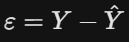 ε = Y − Ŷ